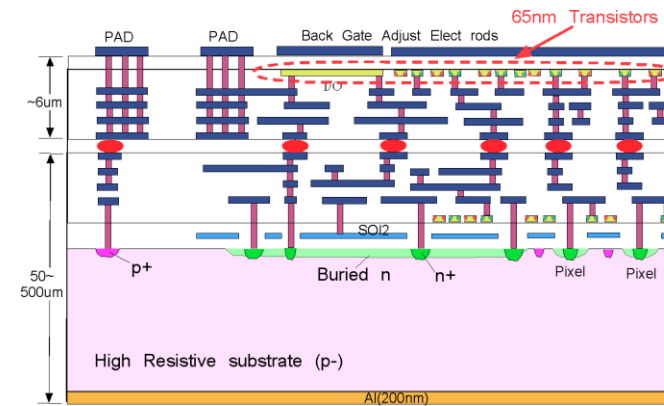 65nm Transistors
PAD
PAD
Back Gate Adjust Elect rods
I/O
~6um
SOI2
p+
Buried n
n+
Pixel
Pixel
50~
500um
High Resistive substrate (p-)
Al(200nm)